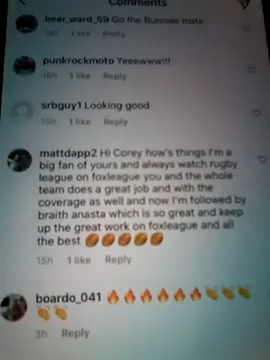 Comments
bear_ward_59 Go the Bunnies mate
1 like Reply
punkrockmoto Yeeewww!!!
1 like Reply
srbguy1 Looking good
1 like Reply
mattdapp2 Hi Corey how's things I'm a
big fan of yours and always watch rugby
league on foxleague you and the whole
team does a great job and with the
coverage as well and now I'm followed by
braith anasta which is so great and keep
up the great work on foxleague and all
the best 🏉🏉🏉🏉🏉
15h 1 like Reply
boardo_041 🔥🔥🔥🔥🔥🔥🔥👏👏👏
👏👏
3h Reply